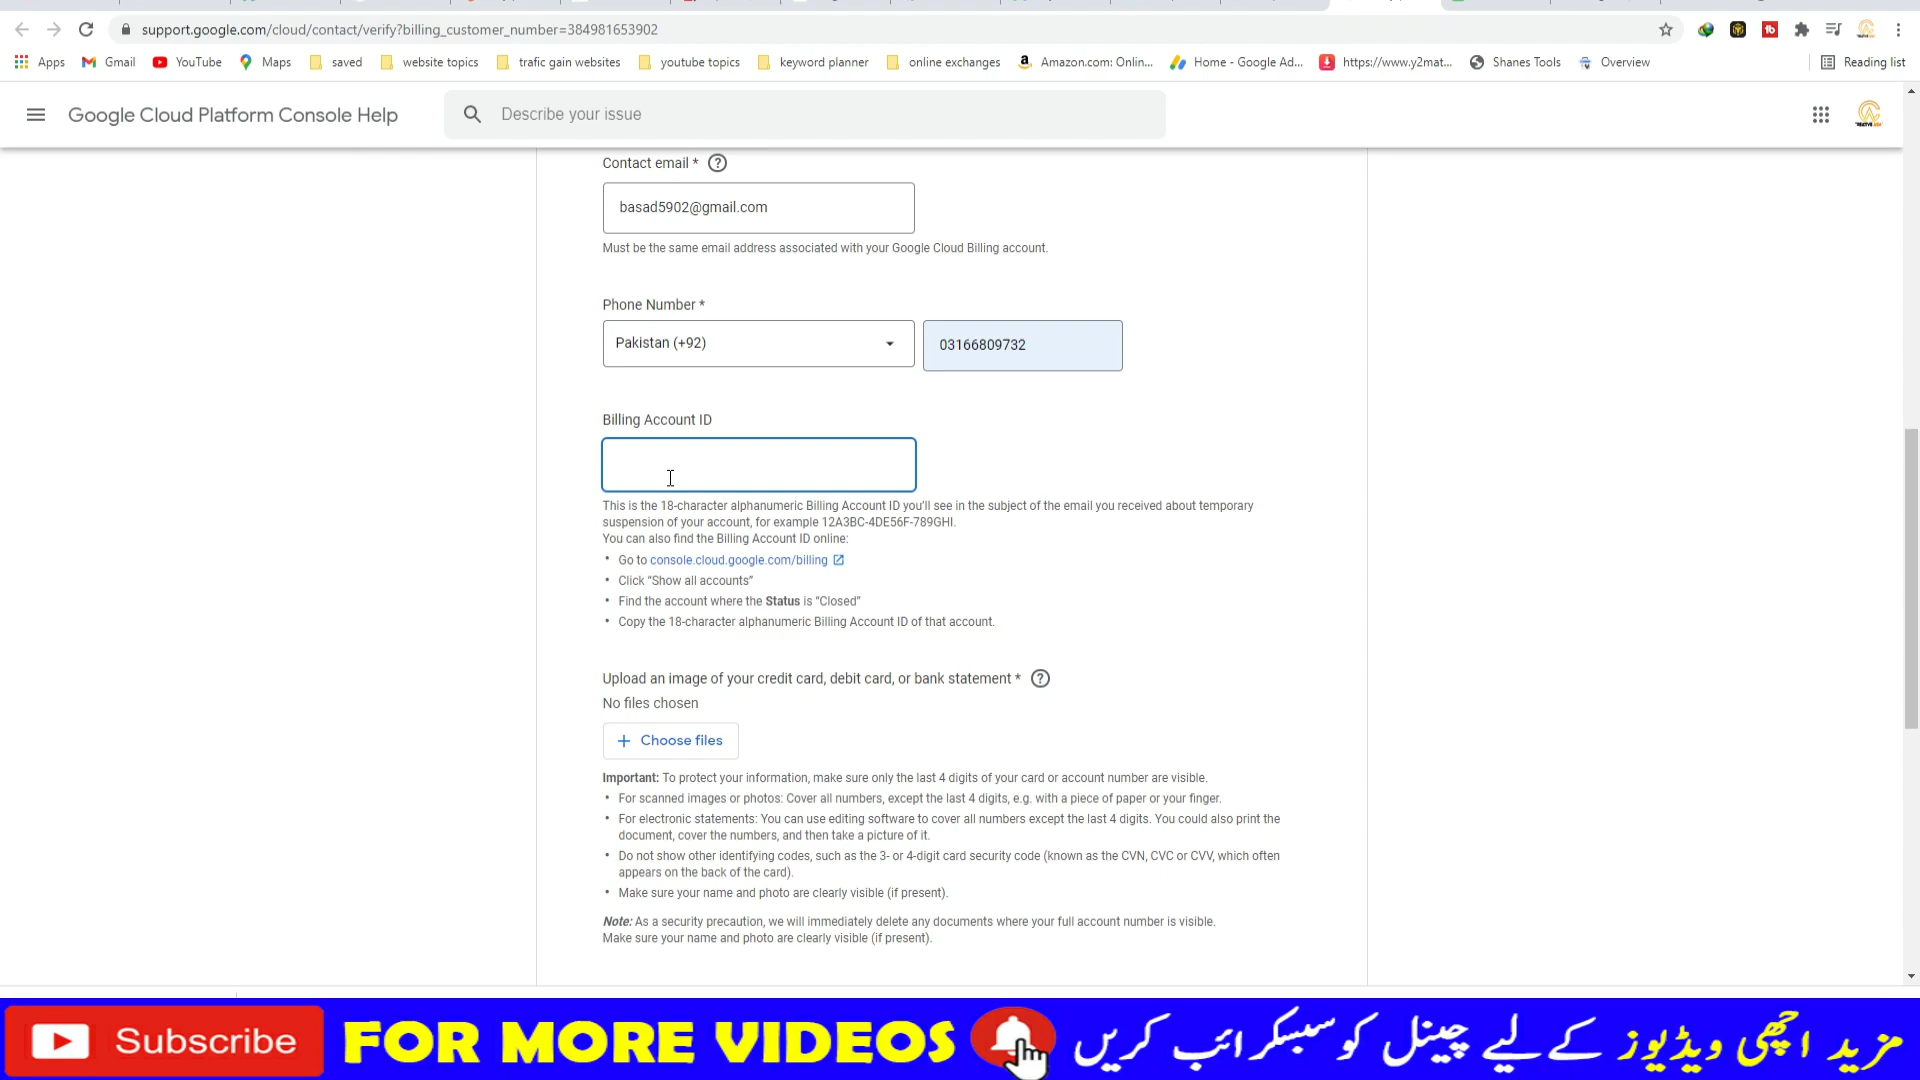 support.google.com/cloud/contact/verify?billing_customer_number=384981653902
Apps Gmail YouTube Maps saved website topics trafic gain websites youtube topics keyword planner online exchanges Amazon.com: Onlin... Home - Google Ad... https://www.y2mat... Shanes Tools Overview Reading list
Google Cloud Platform Console Help
Describe your issue
Contact email *
basad5902@gmail.com
Must be the same email address associated with your Google Cloud Billing account.
Phone Number *
Pakistan (+92) 03166809732
Billing Account ID
This is the 18-character alphanumeric Billing Account ID you'll see in the subject of the email you received about temporary
suspension of your account, for example 12A3BC-4DE56F-789GHI.
You can also find the Billing Account ID online:
• Go to console.cloud.google.com/billing
• Click “Show all accounts”
• Find the account where the Status is “Closed”
• Copy the 18-character alphanumeric Billing Account ID of that account.
Upload an image of your credit card, debit card, or bank statement *
No files chosen
+ Choose files
Important: To protect your information, make sure only the last 4 digits of your card or account number are visible.
• For scanned images or photos: Cover all numbers, except the last 4 digits, e.g. with a piece of paper or your finger.
• For electronic statements: You can use editing software to cover all numbers except the last 4 digits. You could also print the
document, cover the numbers, and then take a picture of it.
• Do not show other identifying codes, such as the 3- or 4-digit card security code (known as the CVN, CVC or CVV, which often
appears on the back of the card).
• Make sure your name and photo are clearly visible (if present).
Note: As a security precaution, we will immediately delete any documents where your full account number is visible.
Make sure your name and photo are clearly visible (if present).
Subscribe FOR MORE VIDEOS مزید اچھی ویڈیوز کے لیے چینل کو سبسکرائب کریں